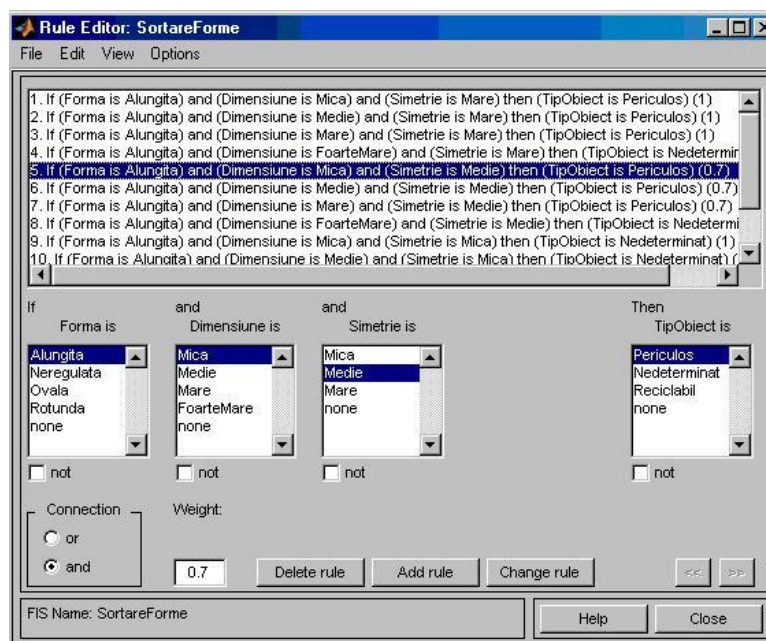 Rule Editor: SortareForme
File Edit View Options
1. If (Forma is Alungita) and (Dimensiune is Mica) and (Simetrie is Mare) then (TipObiect is Periculos) (1)
2. If (Forma is Alungita) and (Dimensiune is Medie) and (Simetrie is Mare) then (TipObiect is Periculos) (1)
3. If (Forma is Alungita) and (Dimensiune is Mare) and (Simetrie is Mare) then (TipObiect is Periculos) (1)
4. If (Forma is Alungita) and (Dimensiune is FoarteMare) and (Simetrie is Mare) then (TipObiect is Nedetermin
5. If (Forma is Alungita) and (Dimensiune is Mica) and (Simetrie is Medie) then (TipObiect is Periculos) (0.7)
6. If (Forma is Alungita) and (Dimensiune is Medie) and (Simetrie is Medie) then (TipObiect is Periculos) (0.7)
7. If (Forma is Alungita) and (Dimensiune is Mare) and (Simetrie is Medie) then (TipObiect is Periculos) (0.7)
8. If (Forma is Alungita) and (Dimensiune is FoarteMare) and (Simetrie is Medie) then (TipObiect is Nedetermi
9. If (Forma is Alungita) and (Dimensiune is Mica) and (Simetrie is Mica) then (TipObiect is Nedeterminat) (1)
10. If (Forma is Alungita) and (Dimensiune is Medie) and (Simetrie is Mica) then (TipObiect is Nedeterminat) (
If and and Then
Forma is Dimensiune is Simetrie is TipObiect is
Alungita Mica Mica Periculos
Neregulata Medie Medie Nedeterminat
Ovala Mare Mare Reciclabil
Rotunda FoarteMare none none
none none
not not not not
Connection Weight:
or
and 0.7 Delete rule Add rule Change rule << >>
FIS Name: SortareForme Help Close